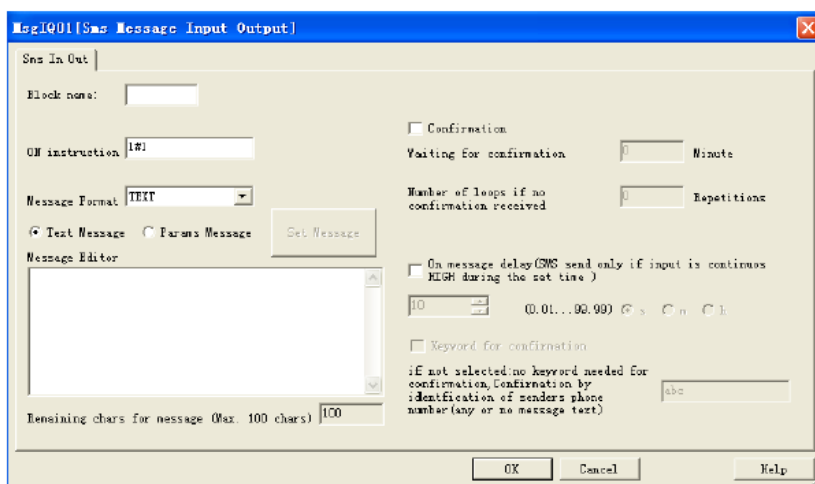 MsgIQ01[Sms Message Input Output]
Sms In Out
Block name:
ON instruction 1#1
Message Format TEXT
Text Message Params Message Set Message
Message Editor
Remaining chars for message (Max. 100 chars) 100
Confirmation
Waiting for confirmation 0 Minute
Number of loops if no
confirmation received 0 Repetitions
On message delay(SMS send only if input is continuos
HIGH during the set time )
10 (0.01...99.99) s m h
Keyword for confirmation
if not selected:no keyword needed for
confirmation,Confirmation by
identification of senders phone
number(any or no message text) abc
OK Cancel Help